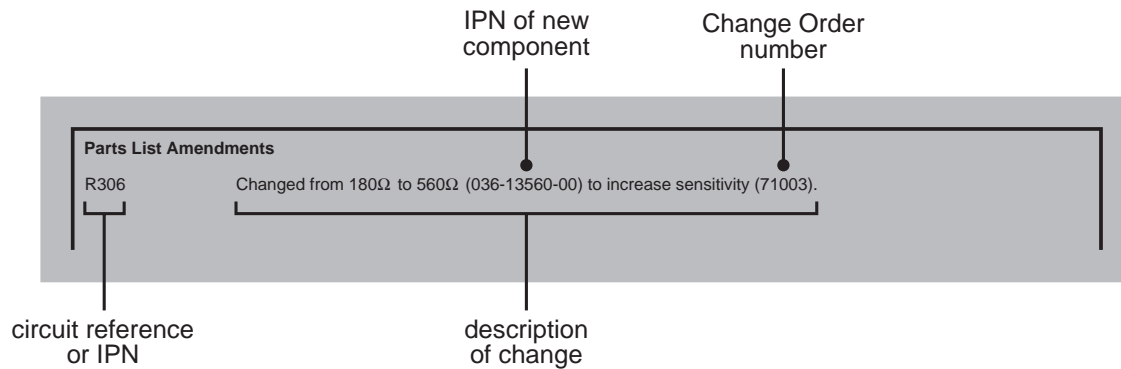 IPN of new
component
Change Order
number
Parts List Amendments
R306 Changed from 180Ω to 560Ω (036-13560-00) to increase sensitivity (71003).
circuit reference
or IPN
description
of change